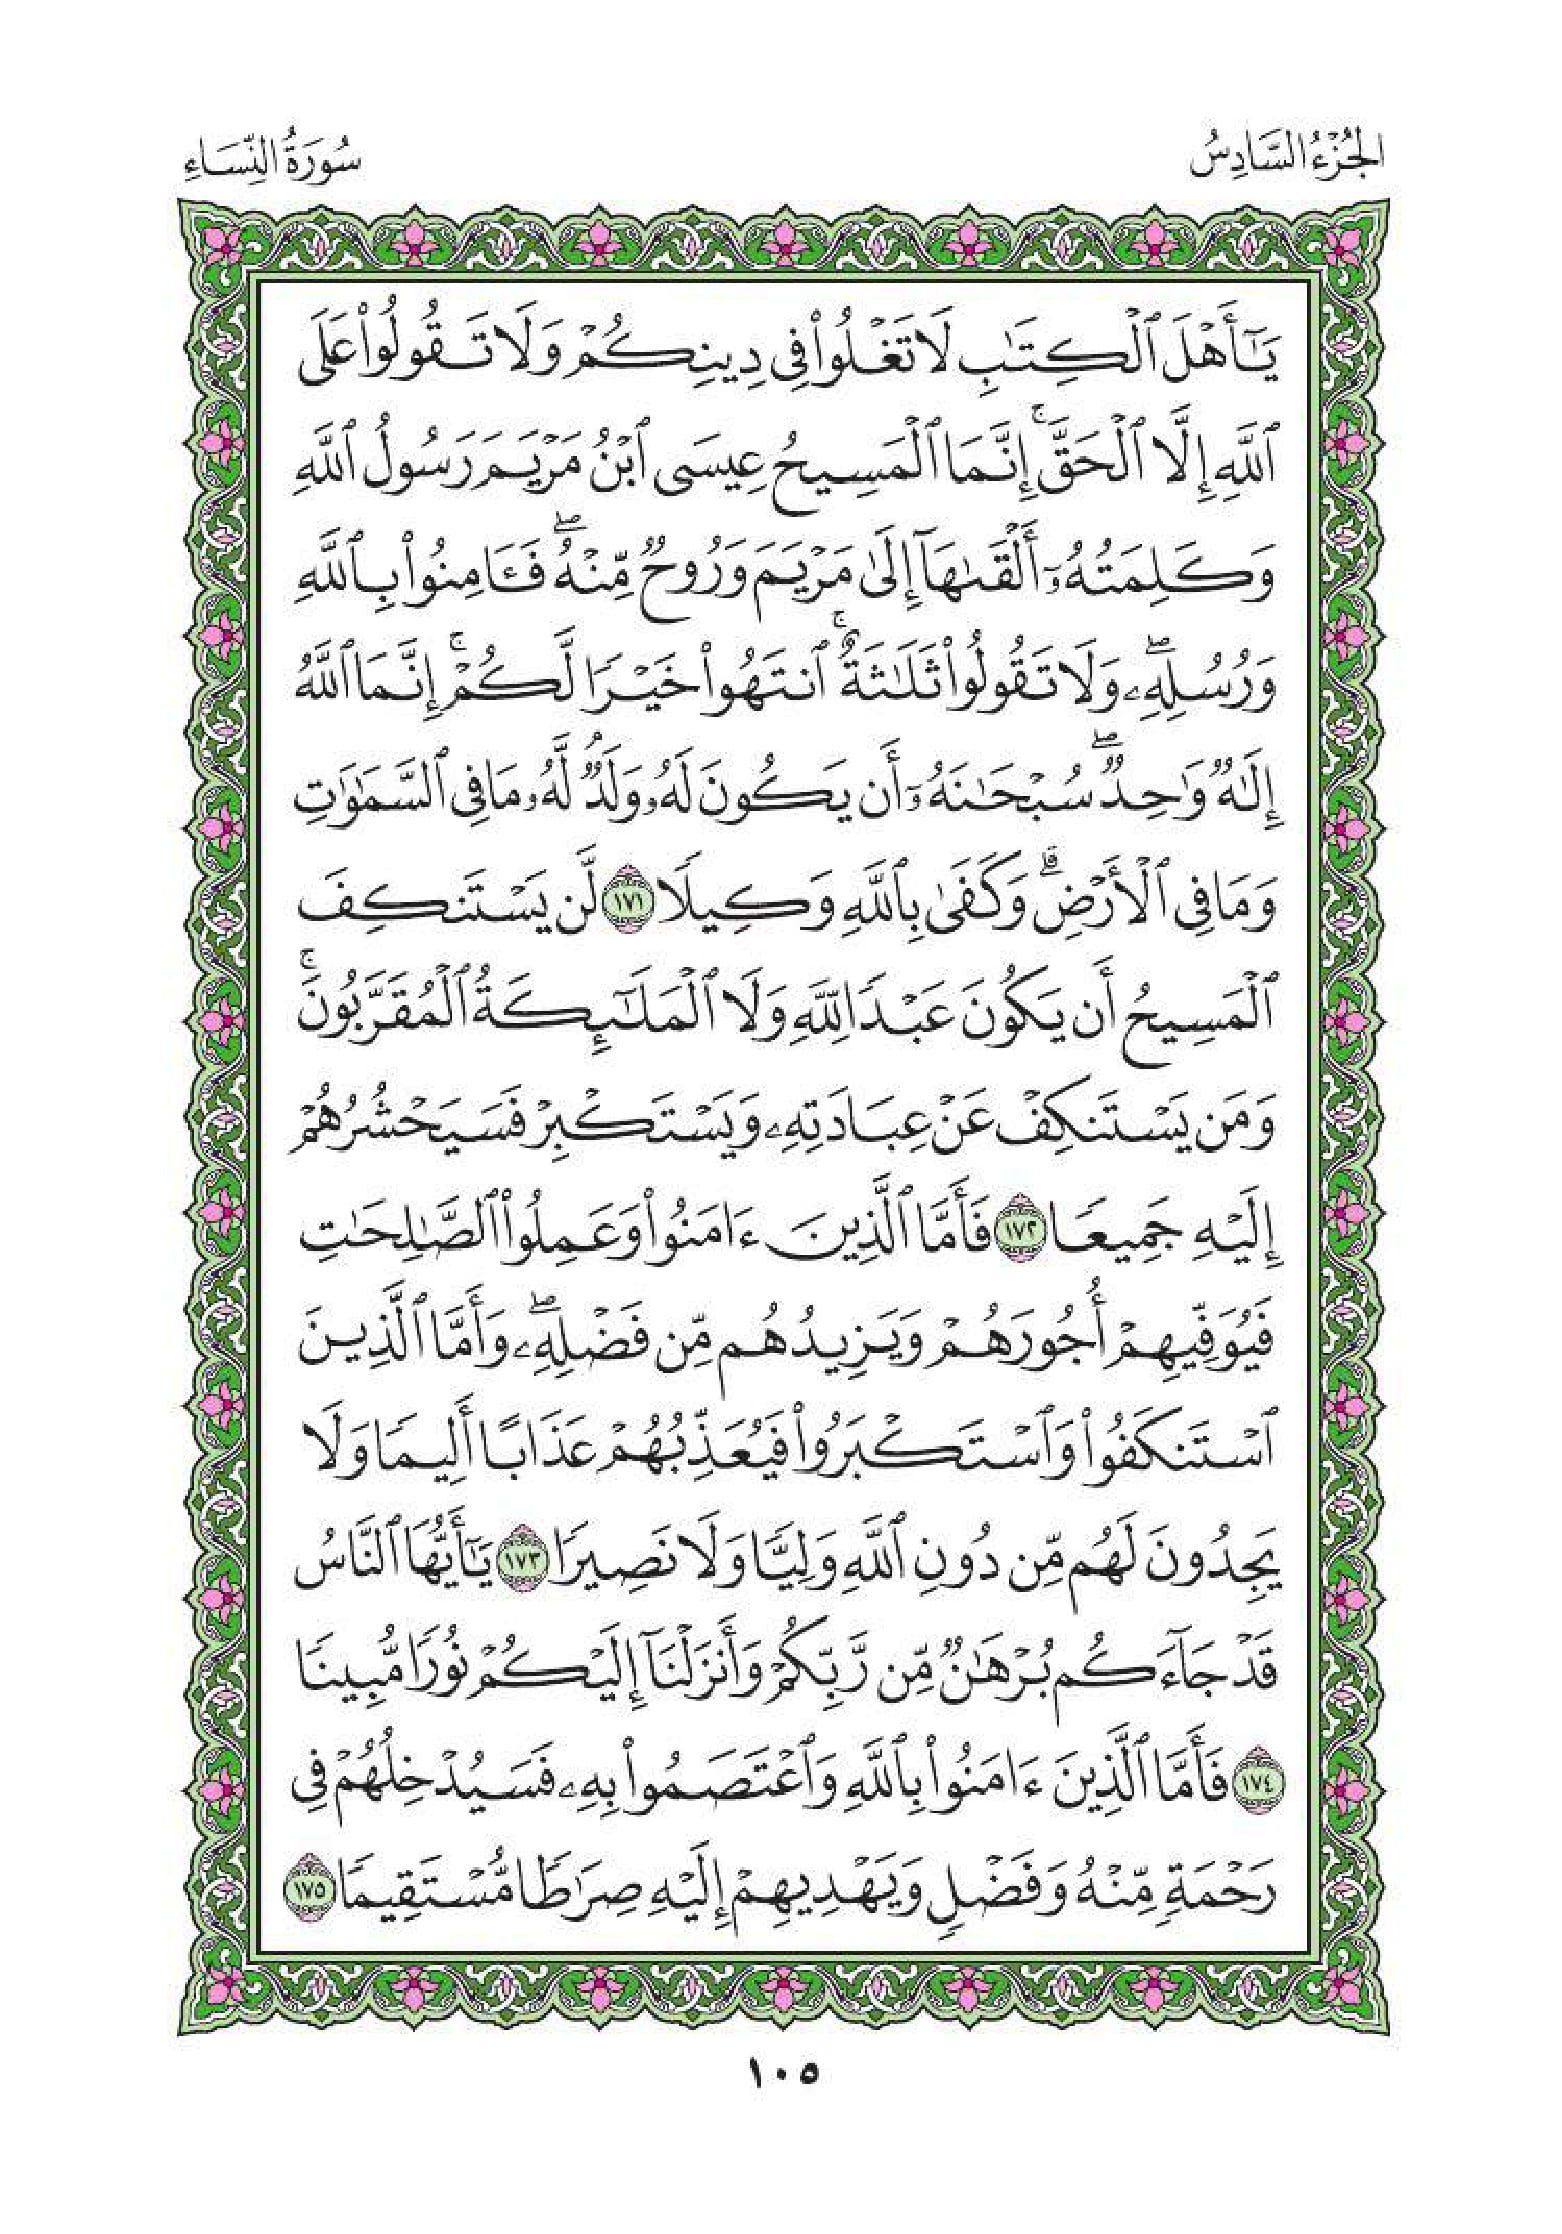 الجُزْءُ السَّادِسُ
سُورَةُ النِّسَاءِ
يَٰٓأَهْلَ ٱلْكِتَٰبِ لَا تَغْلُوا۟ فِى دِينِكُمْ وَلَا تَقُولُوا۟ عَلَى
ٱللَّهِ إِلَّا ٱلْحَقَّ ۚ إِنَّمَا ٱلْمَسِيحُ عِيسَى ٱبْنُ مَرْيَمَ رَسُولُ ٱللَّهِ
وَكَلِمَتُهُۥٓ أَلْقَىٰهَآ إِلَىٰ مَرْيَمَ وَرُوحٌ مِّنْهُ ۖ فَـَٔامِنُوا۟ بِٱللَّهِ
وَرُسُلِهِۦ ۖ وَلَا تَقُولُوا۟ ثَلَٰثَةٌ ۚ ٱنتَهُوا۟ خَيْرًا لَّكُمْ ۚ إِنَّمَا ٱللَّهُ
إِلَٰهٌ وَٰحِدٌ ۖ سُبْحَٰنَهُۥٓ أَن يَكُونَ لَهُۥ وَلَدٌ ۘ لَّهُۥ مَا فِى ٱلسَّمَٰوَٰتِ
وَمَا فِى ٱلْأَرْضِ ۗ وَكَفَىٰ بِٱللَّهِ وَكِيلًا ١٧١ لَّن يَسْتَنكِفَ
ٱلْمَسِيحُ أَن يَكُونَ عَبْدًا لِّلَّهِ وَلَا ٱلْمَلَٰٓئِكَةُ ٱلْمُقَرَّبُونَ ۚ
وَمَن يَسْتَنكِفْ عَنْ عِبَادَتِهِۦ وَيَسْتَكْبِرْ فَسَيَحْشُرُهُمْ
إِلَيْهِ جَمِيعًا ١٧٢ فَأَمَّا ٱلَّذِينَ ءَامَنُوا۟ وَعَمِلُوا۟ ٱلصَّٰلِحَٰتِ
فَيُوَفِّيهِمْ أُجُورَهُمْ وَيَزِيدُهُم مِّن فَضْلِهِۦ ۖ وَأَمَّا ٱلَّذِينَ
ٱسْتَنكَفُوا۟ وَٱسْتَكْبَرُوا۟ فَيُعَذِّبُهُمْ عَذَابًا أَلِيمًا وَلَا
يَجِدُونَ لَهُم مِّن دُونِ ٱللَّهِ وَلِيًّا وَلَا نَصِيرًا ١٧٣ يَٰٓأَيُّهَا ٱلنَّاسُ
قَدْ جَآءَكُم بُرْهَٰنٌ مِّن رَّبِّكُمْ وَأَنزَلْنَآ إِلَيْكُمْ نُورًا مُّبِينًا
١٧٤ فَأَمَّا ٱلَّذِينَ ءَامَنُوا۟ بِٱللَّهِ وَٱعْتَصَمُوا۟ بِهِۦ فَسَيُدْخِلُهُمْ فِى
رَحْمَةٍ مِّنْهُ وَفَضْلٍ وَيَهْدِيهِمْ إِلَيْهِ صِرَٰطًا مُّسْتَقِيمًا ١٧٥
١٠٥